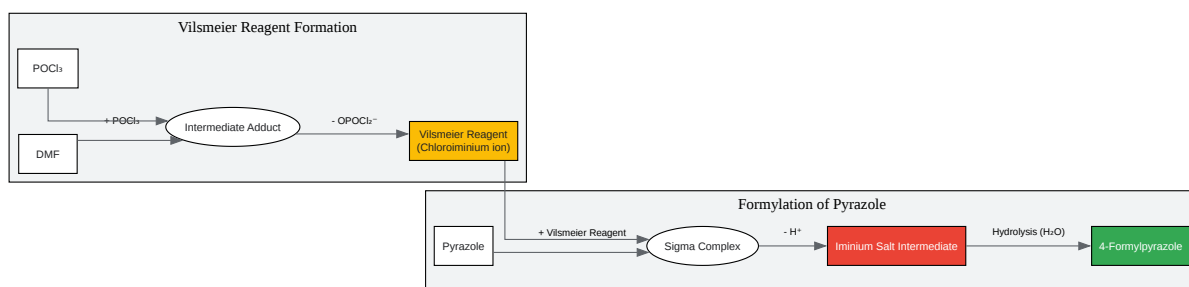 Vilsmeier Reagent Formation
POCl₃
+ POCl₃
Intermediate Adduct
- OPOCl₂⁻
Vilsmeier Reagent
(Chloroiminium ion)
DMF
Formylation of Pyrazole
Pyrazole
+ Vilsmeier Reagent
Sigma Complex
- H⁺
Iminium Salt Intermediate
Hydrolysis (H₂O)
4-Formylpyrazole